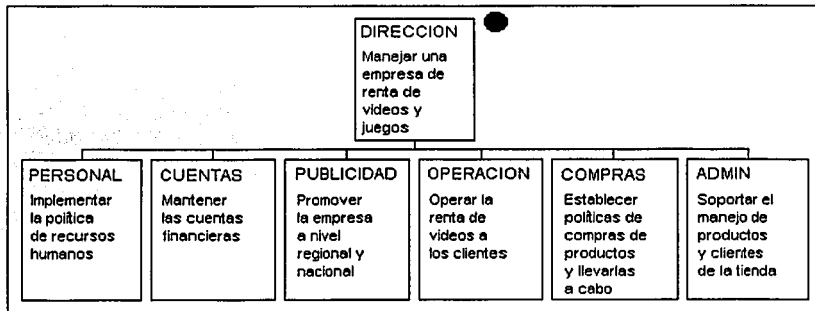 DIRECCION
Manejar una
empresa de
renta de
videos y
juegos
PERSONAL
Implementar
la política
de recursos
humanos
CUENTAS
Mantener
las cuentas
financieras
PUBLICIDAD
Promover
la empresa
a nivel
regional y
nacional
OPERACION
Operar la
renta de
videos a
los clientes
COMPRAS
Establecer
políticas de
compras de
productos
y llevarlas
a cabo
ADMIN
Soportar el
manejo de
productos
y clientes
de la tienda